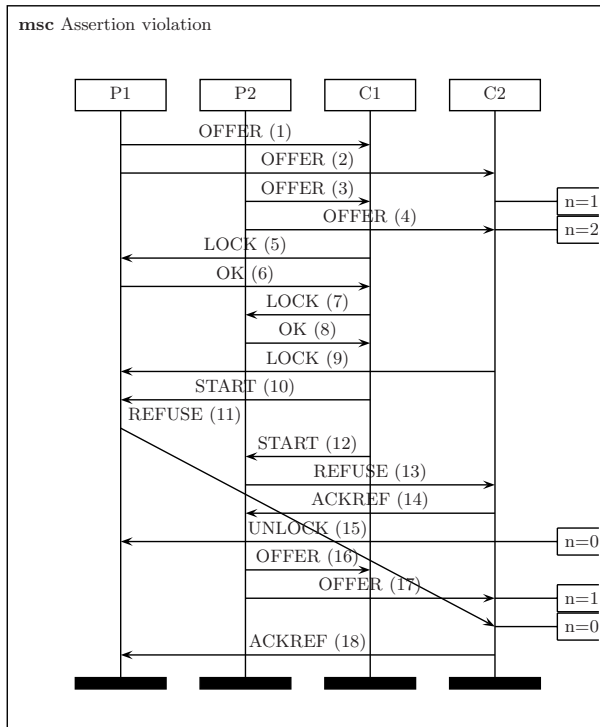 msc Assertion violation
P1 P2 C1 C2
OFFER (1)
OFFER (2)
OFFER (3)
n=1
OFFER (4)
n=2
LOCK (5)
OK (6)
LOCK (7)
OK (8)
LOCK (9)
START (10)
REFUSE (11)
START (12)
REFUSE (13)
ACKREF (14)
UNLOCK (15)
n=0
OFFER (16)
OFFER (17)
n=1
n=0
ACKREF (18)